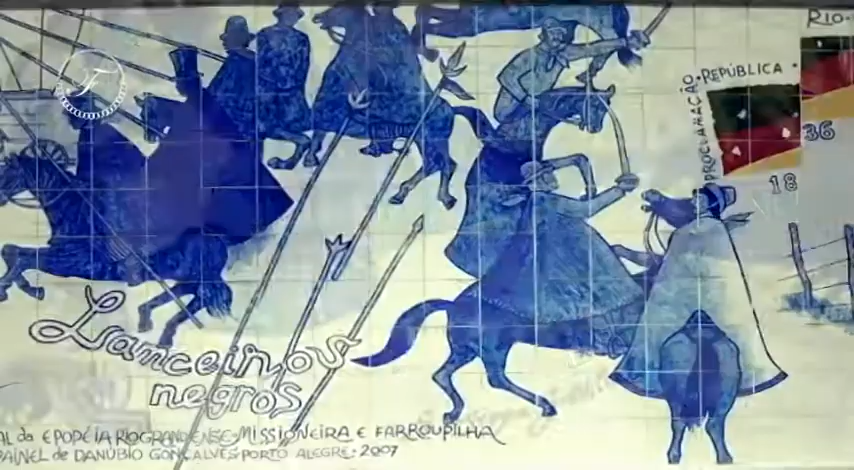 RIO-
PROCLAMAÇÃO REPÚBLICA
36
18
Lanceiros
negros
AL da EPOPÉIA RIOGRANDENSE MISSIONEIRA E FARROUPILHA
PAINEL de DANÚBIO GONÇALVES PORTO ALEGRE • 2007